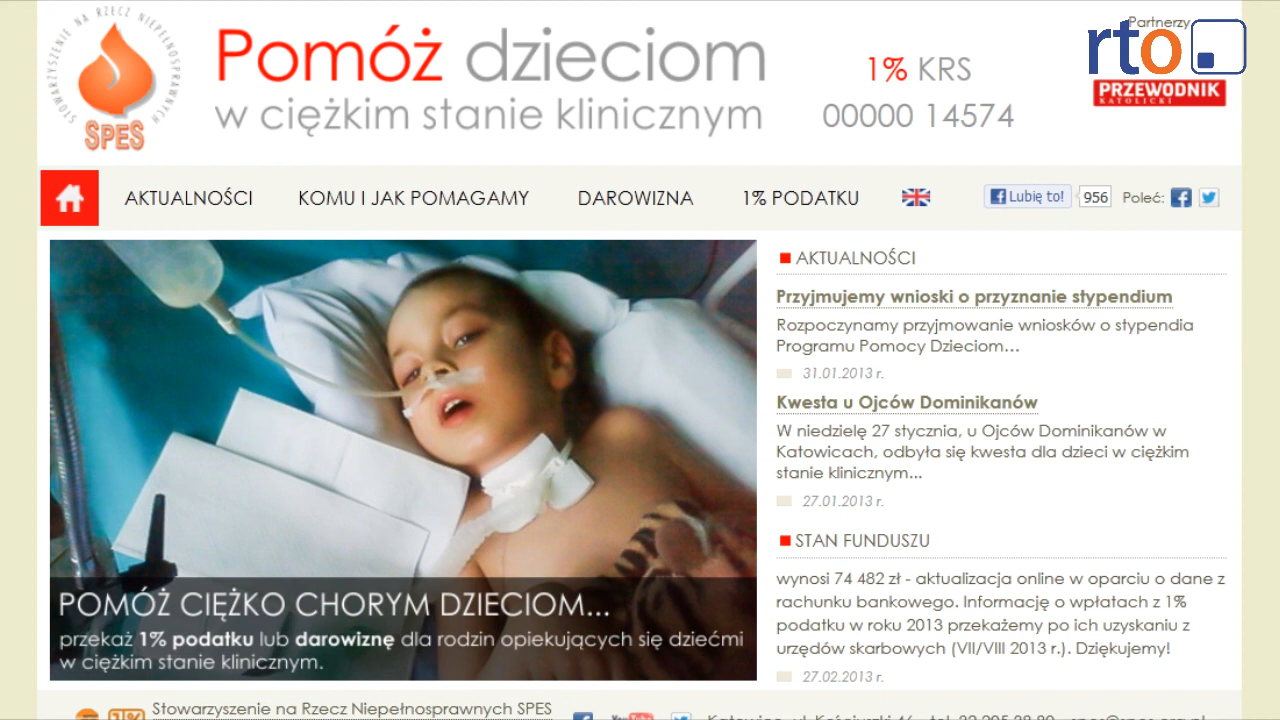 STOWARZYSZENIE NA RZECZ NIEPEŁNOSPRAWNYCH
SPES
Pomóż dzieciom
w ciężkim stanie klinicznym
1% KRS
00000 14574
Partnerzy
rto
PRZEWODNIK
KATOLICKI
AKTUALNOŚCI
KOMU I JAK POMAGAMY
DAROWIZNA
1% PODATKU
Lubię to!
956
Poleć:
POMÓŻ CIĘŻKO CHORYM DZIECIOM...
przekaż 1% podatku lub darowiznę dla rodzin opiekujących się dziećmi
w ciężkim stanie klinicznym.
AKTUALNOŚCI
Przyjmujemy wnioski o przyznanie stypendium
Rozpoczynamy przyjmowanie wniosków o stypendia
Programu Pomocy Dzieciom...
31.01.2013 r.
Kwesta u Ojców Dominikanów
W niedzielę 27 stycznia, u Ojców Dominikanów w
Katowicach, odbyła się kwesta dla dzieci w ciężkim
stanie klinicznym...
27.01.2013 r.
STAN FUNDUSZU
wynosi 74 482 zł - aktualizacja online w oparciu o dane z
rachunku bankowego. Informację o wpłatach z 1%
podatku w roku 2013 przekażemy po ich uzyskaniu z
urzędów skarbowych (VII/VIII 2013 r.). Dziękujemy!
27.02.2013 r.
1%
Stowarzyszenie na Rzecz Niepełnosprawnych SPES
YouTube